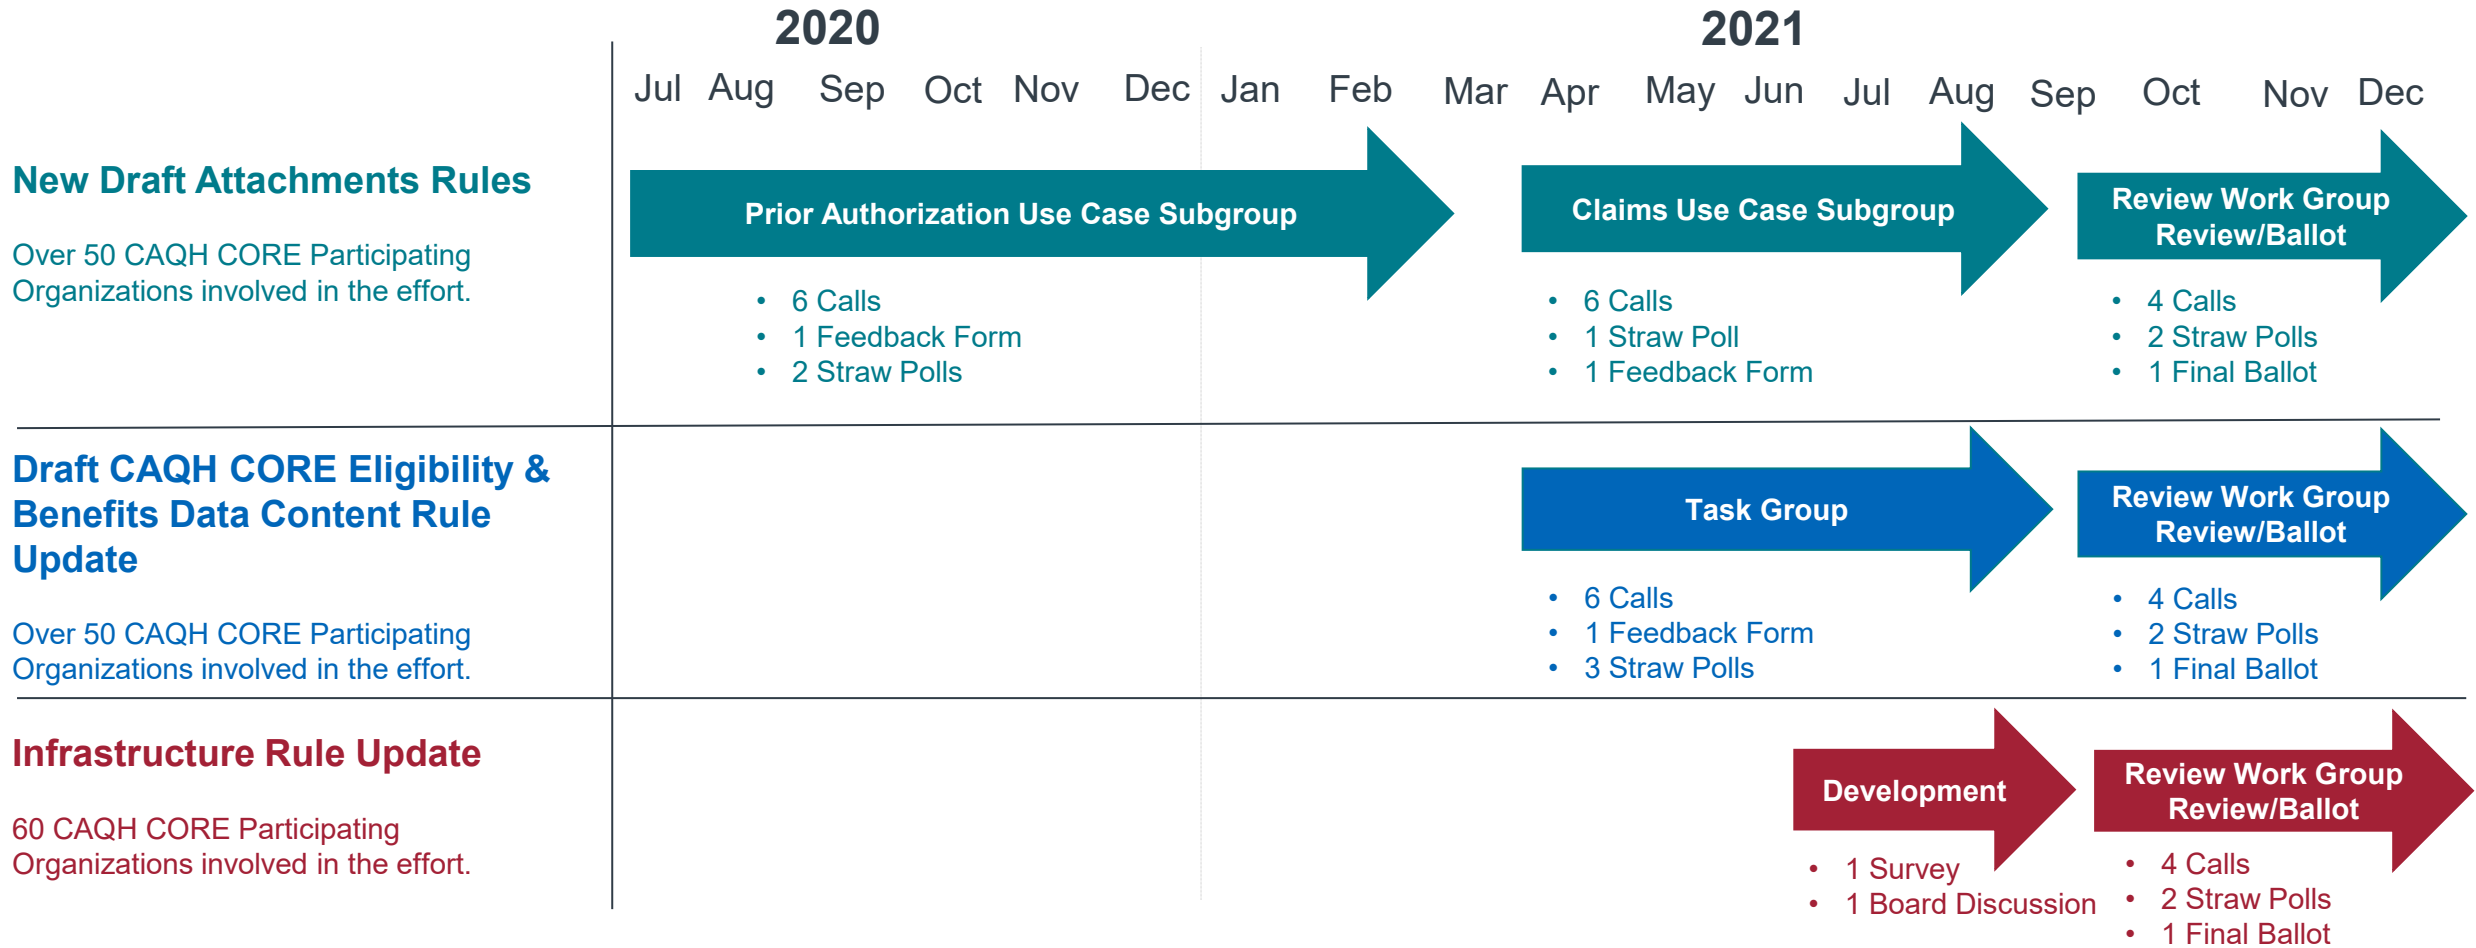 2020
2021
Jul Aug Sep Oct Nov Dec Jan Feb Mar Apr May Jun Jul Aug Sep Oct Nov Dec
New Draft Attachments Rules
Over 50 CAQH CORE Participating
Organizations involved in the effort.
Prior Authorization Use Case Subgroup
• 6 Calls
• 1 Feedback Form
• 2 Straw Polls
Claims Use Case Subgroup
• 6 Calls
• 1 Straw Poll
• 1 Feedback Form
Review Work Group
Review/Ballot
• 4 Calls
• 2 Straw Polls
• 1 Final Ballot
Draft CAQH CORE Eligibility &
Benefits Data Content Rule
Update
Over 50 CAQH CORE Participating
Organizations involved in the effort.
Task Group
• 6 Calls
• 1 Feedback Form
• 3 Straw Polls
Review Work Group
Review/Ballot
• 4 Calls
• 2 Straw Polls
• 1 Final Ballot
Infrastructure Rule Update
60 CAQH CORE Participating
Organizations involved in the effort.
Development
• 1 Survey
• 1 Board Discussion
Review Work Group
Review/Ballot
• 4 Calls
• 2 Straw Polls
• 1 Final Ballot